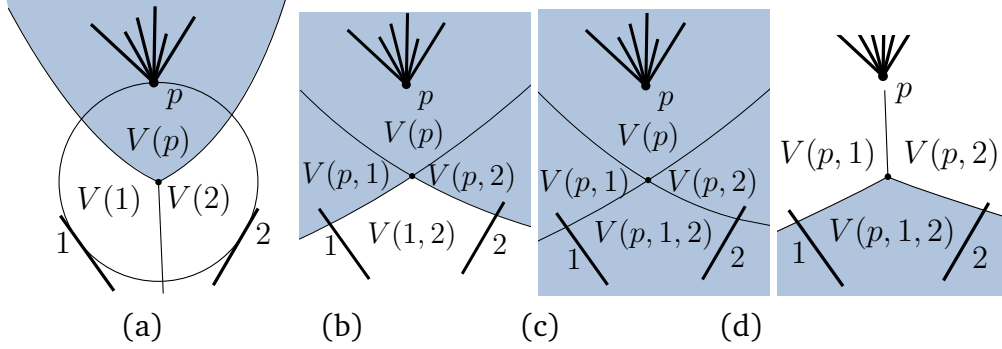 p
V(p)
V(1) V(2)
1 2
p
V(p)
V(p, 1) V(p, 2)
V(1, 2)
1 2
p
V(p)
V(p, 1) V(p, 2)
V(p, 1, 2)
1 2
p
V(p, 1) V(p, 2)
V(p, 1, 2)
1 2
(a) (b) (c) (d)